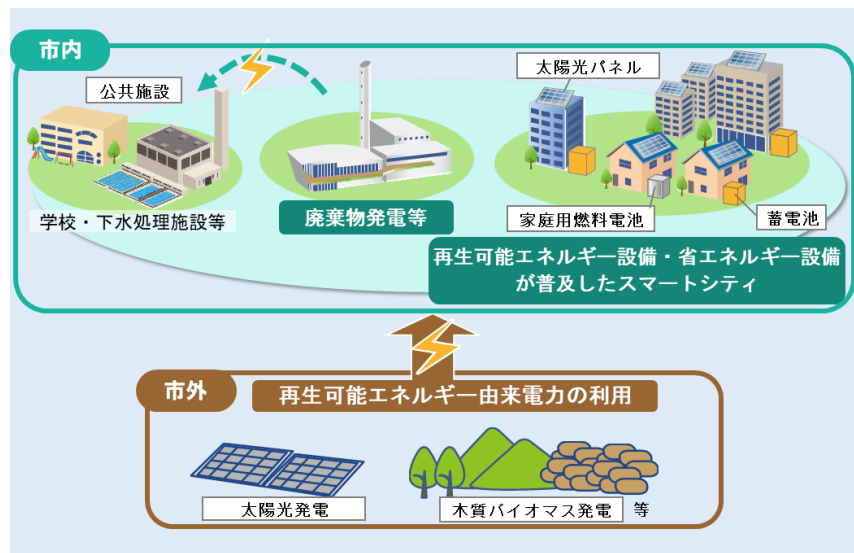 市内
公共施設
学校・下水処理施設等
廃棄物発電等
太陽光パネル
家庭用燃料電池
蓄電池
再生可能エネルギー設備・省エネルギー設備
が普及したスマートシティ
市外
再生可能エネルギー由来電力の利用
太陽光発電
木質バイオマス発電 等